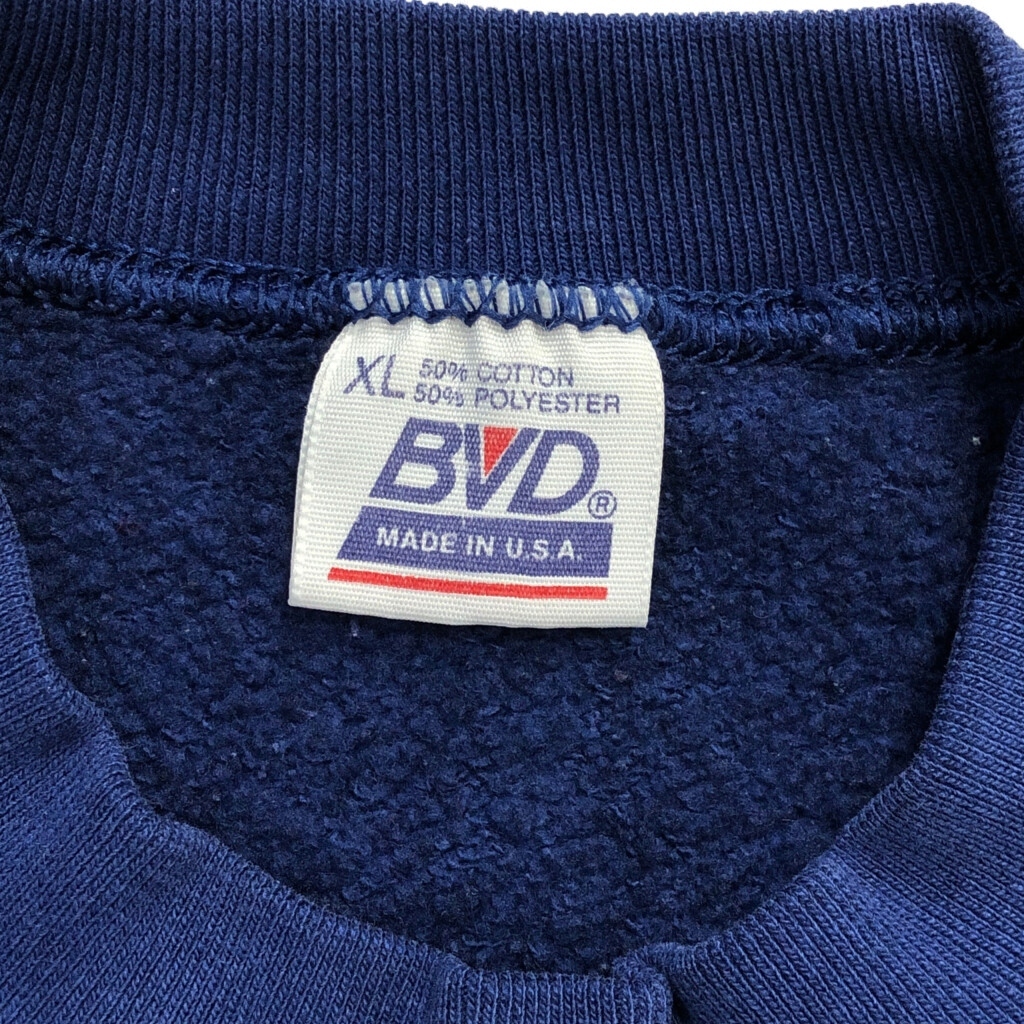 XL 50% COTTON
50% POLYESTER
BVD®
MADE IN U.S.A.